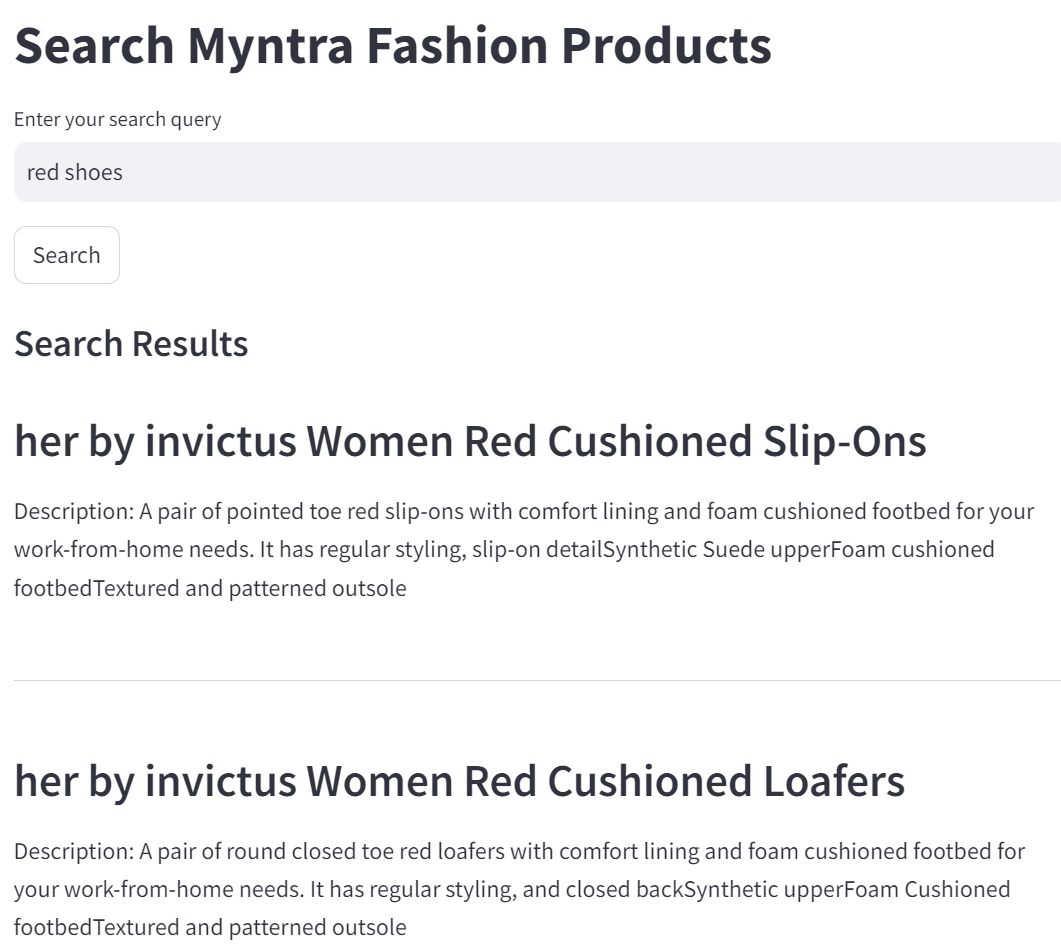 Search Myntra Fashion Products
Enter your search query
red shoes
Search
Search Results
her by invictus Women Red Cushioned Slip-Ons
Description: A pair of pointed toe red slip-ons with comfort lining and foam cushioned footbed for your
work-from-home needs. It has regular styling, slip-on detailSynthetic Suede upperFoam cushioned
footbedTextured and patterned outsole
her by invictus Women Red Cushioned Loafers
Description: A pair of round closed toe red loafers with comfort lining and foam cushioned footbed for
your work-from-home needs. It has regular styling, and closed backSynthetic upperFoam Cushioned
footbedTextured and patterned outsole